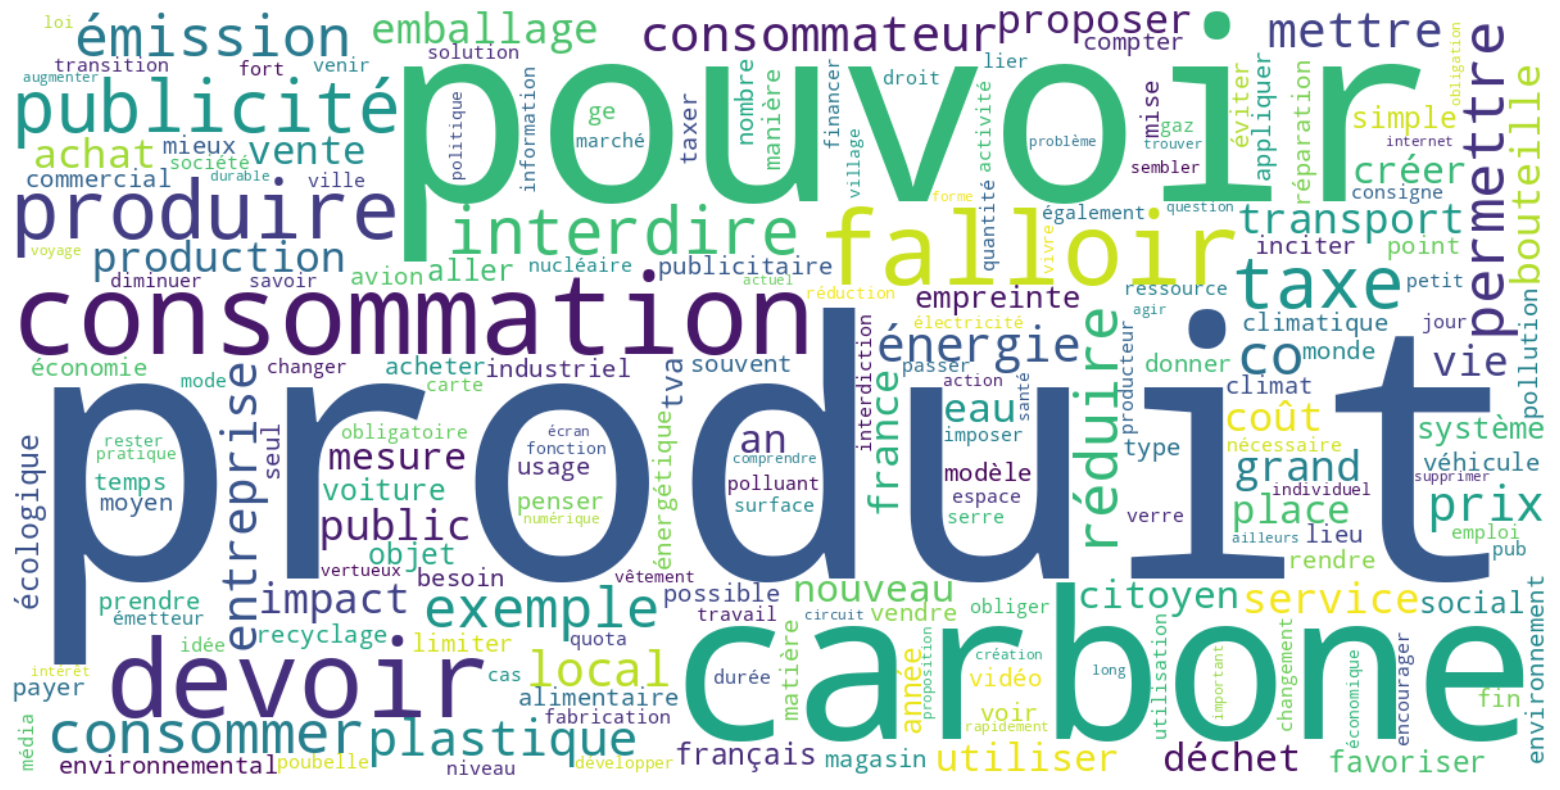 loi
émission
emballage
solution
consommateur
proposer
compter
mettre
obligation
permettre
transition
fort
venir
augmenter
publicité
pouvoir
politique
information
ge
marché
taxer
nombre
manière
financer
village
droit
lier
activité
problème
mise
gaz
trouver
sembler
éviter
appliquer
réparation
simple
internet
créer
consigne
bouteille
achat
mieux
vente
société
commercial
durable
ville
produire
interdire
falloir
forme
quantité
également
question
transport
voyage
production
inciter
point
vivre
diminuer
savoir
avion
aller
nucléaire
publicitaire
actuel
réduction
consommation
empreinte
ressource
agir
taxe
petit
électricité
climatique
jour
pollution
interdiction
énergie
réduire
producteur
co
monde
vie
économie
mode
changer
acheter
carte
industriel
tva
souvent
passer
donner
action
santé
climat
produit
entreprise
seul
obligatoire
écran
fonction
an
comprendre
france
eau
imposer
coût
système
nécessaire
écologique
rester
pratique
temps
moyen
mesure
usage
voiture
penser
numérique
énergétique
polluant
surface
modèle
espace
serre
type
verre
grand
individuel
véhicule
supprimer
place
prix
ailleurs
lieu
emploi
pub
rendre
public
objet
vertueux
besoin
vêtement
possible
travail
nouveau
vendre
circuit
obliger
citoyen
service
social
environnement
prendre
émetteur
impact
exemple
idée
recyclage
limiter
quota
intérêt
payer
devoir
cas
local
alimentaire
fabrication
durée
matière
carbone
année
proposition
création
vidéo
voir
rapidement
long
utilisation
important
changement
économique
encourager
fin
média
consommer
plastique
environnemental
poubelle
niveau
développer
français
magasin
utiliser
déchet
favoriser